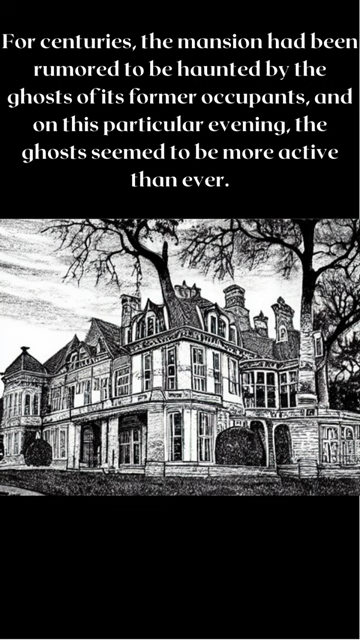 For centuries, the mansion had been
rumored to be haunted by the
ghosts of its former occupants, and
on this particular evening, the
ghosts seemed to be more active
than ever.